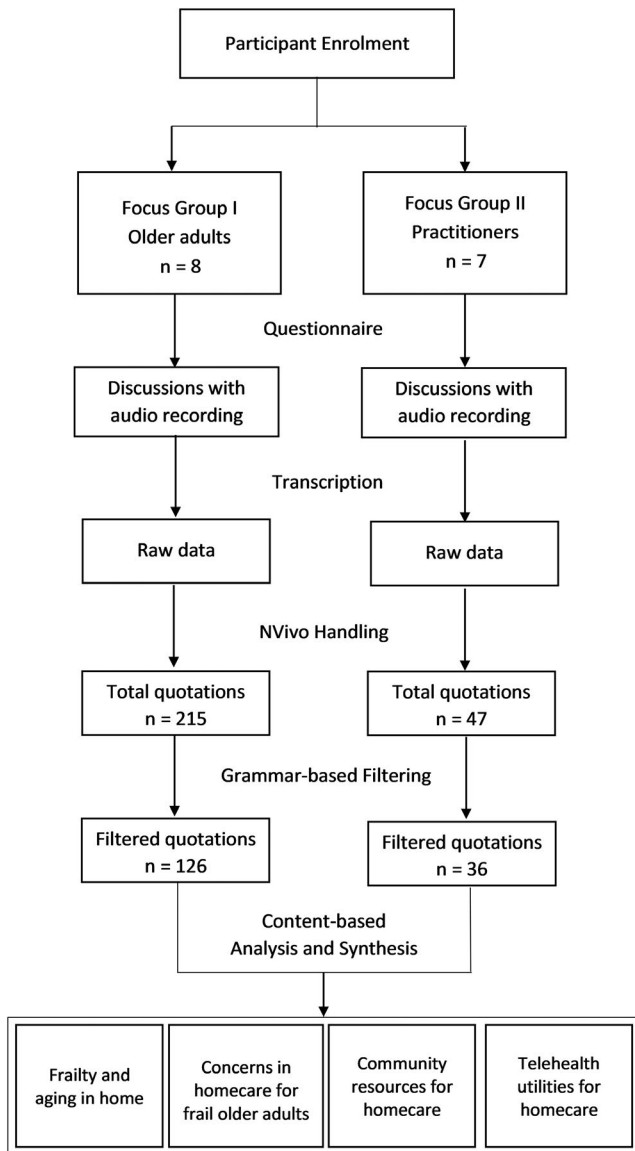 Participant Enrolment
Focus Group I
Older adults
n = 8
Focus Group II
Practitioners
n = 7
Questionnaire
Discussions with
audio recording
Discussions with
audio recording
Transcription
Raw data
Raw data
NVivo Handling
Total quotations
n = 215
Total quotations
n = 47
Grammar-based Filtering
Filtered quotations
n = 126
Filtered quotations
n = 36
Content-based
Analysis and Synthesis
Frailty and
aging in home
Concerns in
homecare for
frail older adults
Community
resources for
homecare
Telehealth
utilities for
homecare